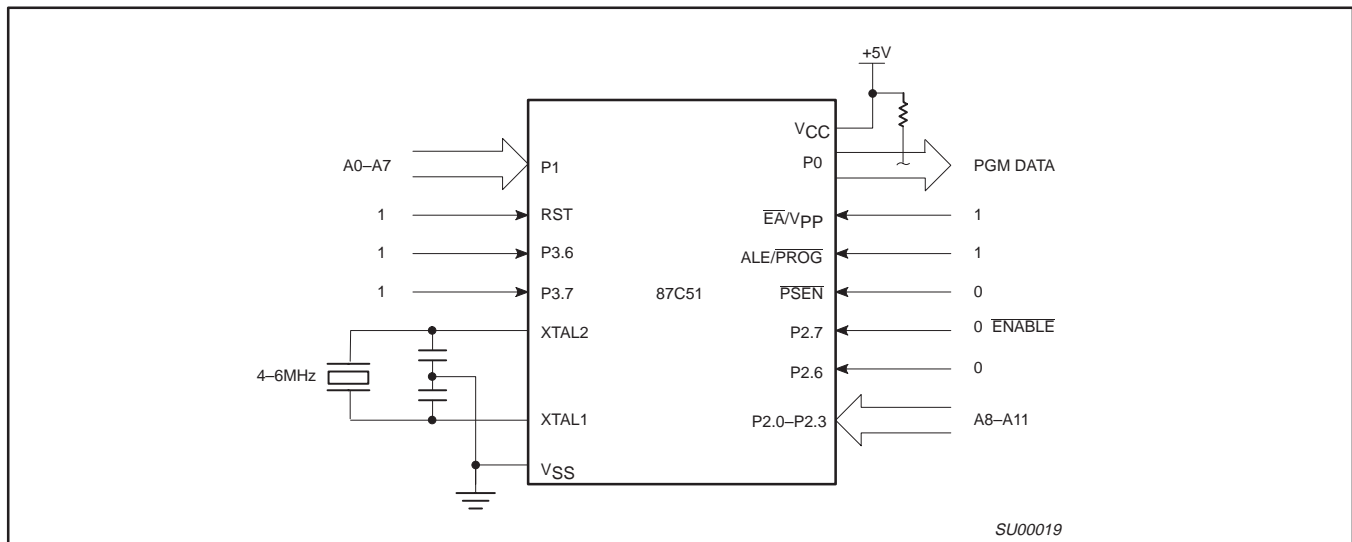 +5V
VCC
A0–A7
P1
P0
PGM DATA
1
RST
EA/VPP
1
1
P3.6
ALE/PROG
1
1
P3.7
87C51
PSEN
0
XTAL2
P2.7
0 ENABLE
4–6MHz
P2.6
0
XTAL1
P2.0–P2.3
A8–A11
VSS
SU00019